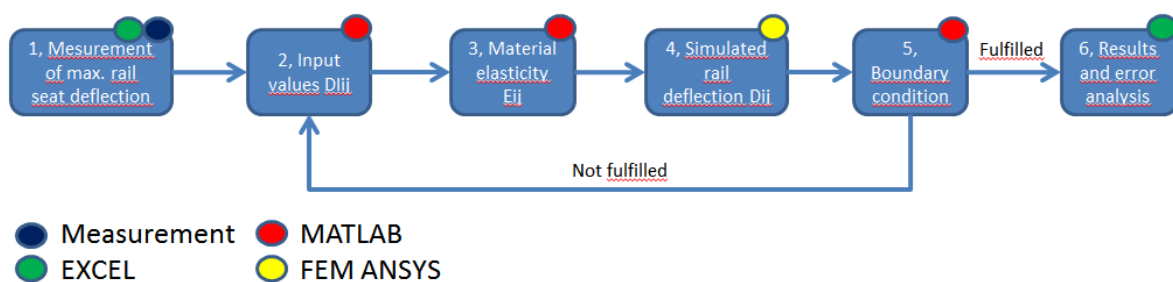 1, Mesurement
of max. rail
seat deflection
2, Input
values DIij
3, Material
elasticity
Eij
4, Simulated
rail
deflection Dij
5,
Boundary
condition
Fulfilled
6, Results
and error
analysis
Not fulfilled
Measurement
MATLAB
EXCEL
FEM ANSYS